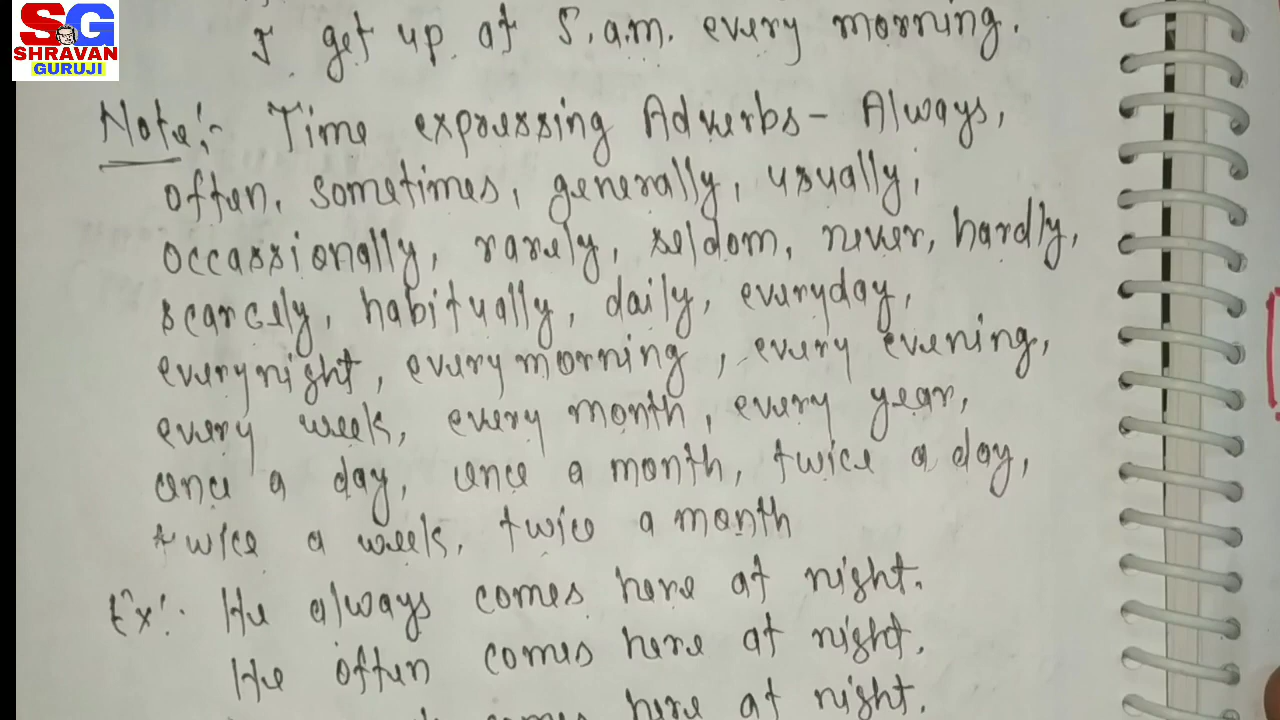 SG
SHRAVAN
GURUJI
I get up at 5.a.m. every morning.
Note:- Time expressing Adverbs- Always,
often, sometimes, generally, usually,
occassionally, rarely, seldom, never, hardly,
scarcely, habitually, daily, everyday,
everynight, everymorning, every evening,
every week, every month, every year,
once a day, once a month, twice a day,
twice a week, twice a month
Ex:- He always comes here at night.
He often comes here at night.
comes here at night.